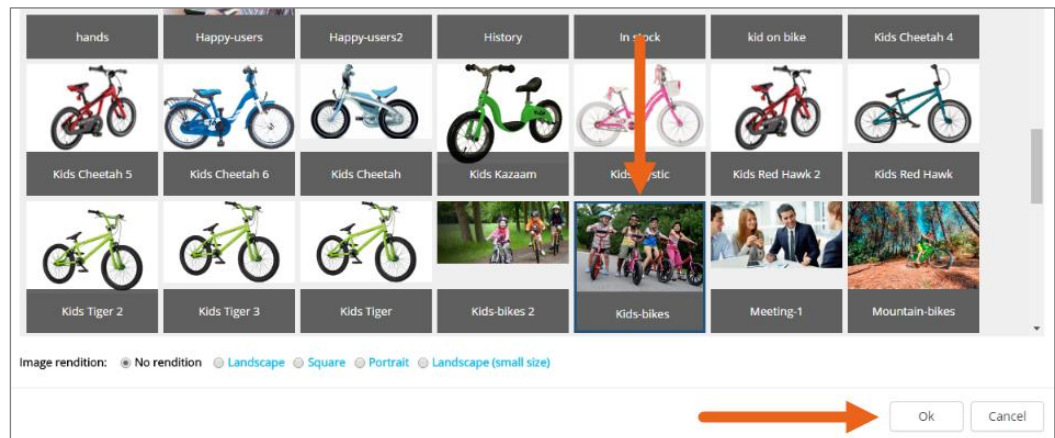 hands
Happy-users
Happy-users2
History
In stock
kid on bike
Kids Cheetah 4
Kids Cheetah 5
Kids Cheetah 6
Kids Cheetah
Kids Kazaam
Kids
Kids Red Hawk 2
Kids Red Hawk
Kids Tiger 2
Kids Tiger 3
Kids Tiger
Kids-bikes 2
Kids-bikes
Meeting-1
Mountain-bikes
Image rendition: No rendition Landscape Square Portrait Landscape (small size)
Ok Cancel